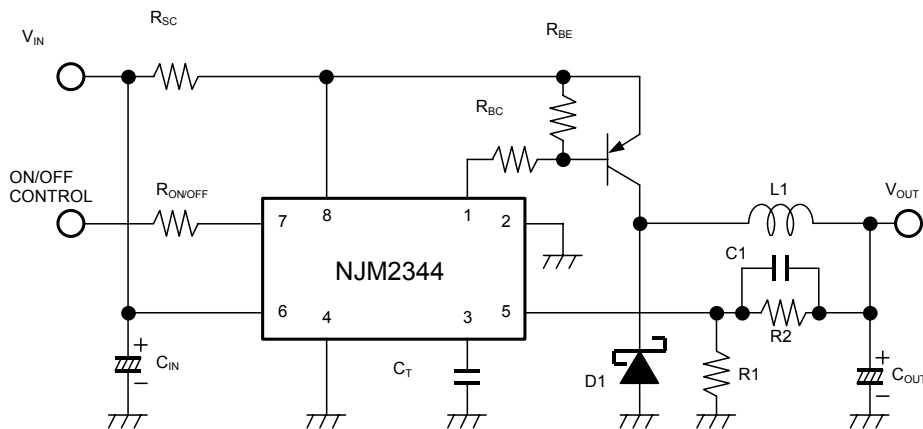 R_SC
R_BE
V_IN
R_BC
ON/OFF
CONTROL
R_ON/OFF
L1
V_OUT
7
8
1
2
C1
NJM2344
6
4
3
5
R2
+
C_IN
−
C_T
D1
R1
+
C_OUT
−